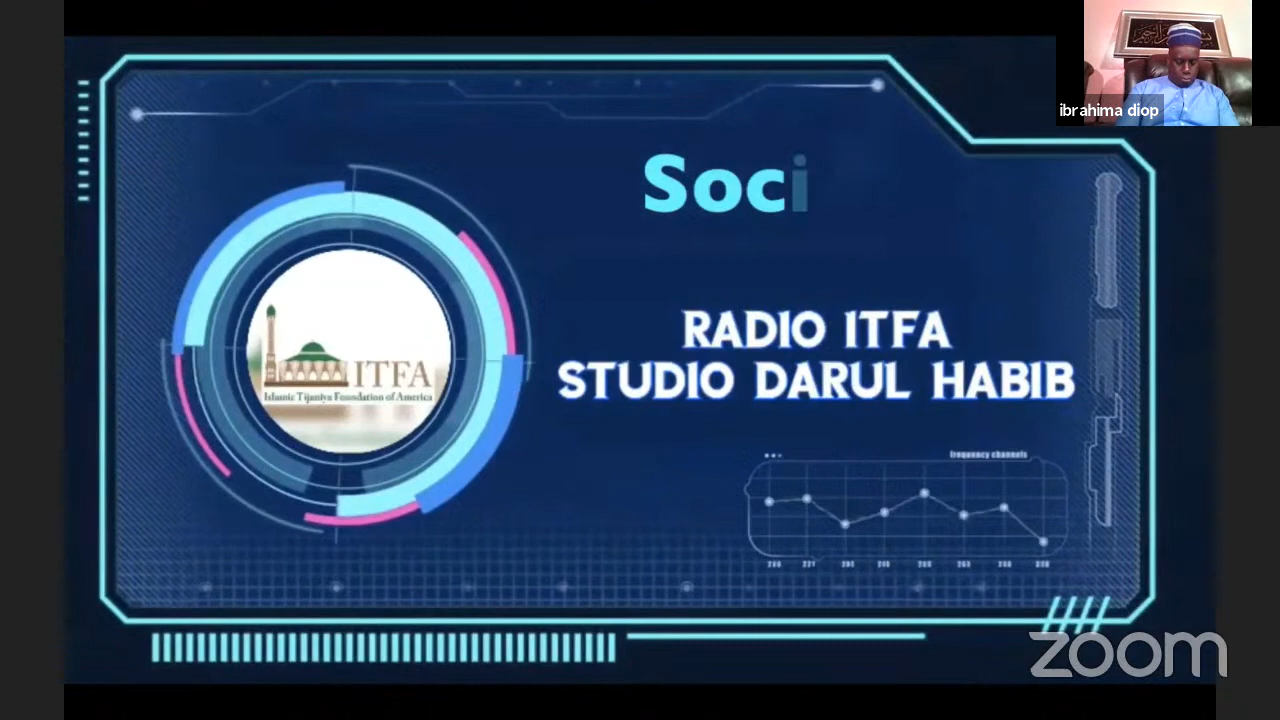 ibrahima diop
Soci
RADIO ITFA
STUDIO DARUL HABIB
ITFA
Islamic Tijaniya Foundation of America
frequency channels
zoom